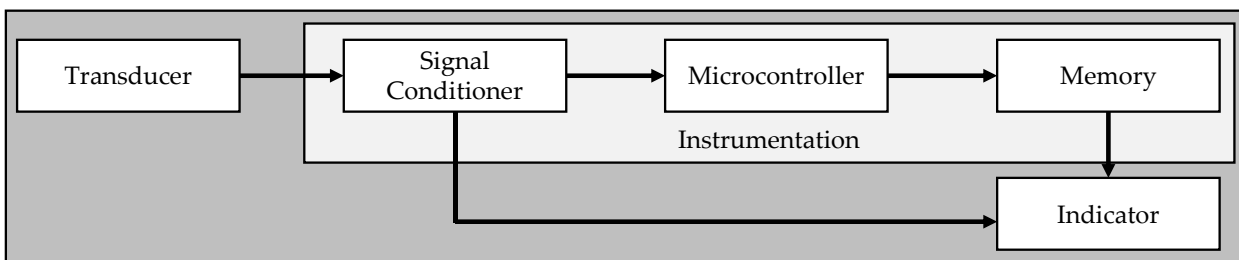 Transducer
Signal
Conditioner
Microcontroller
Memory
Instrumentation
Indicator